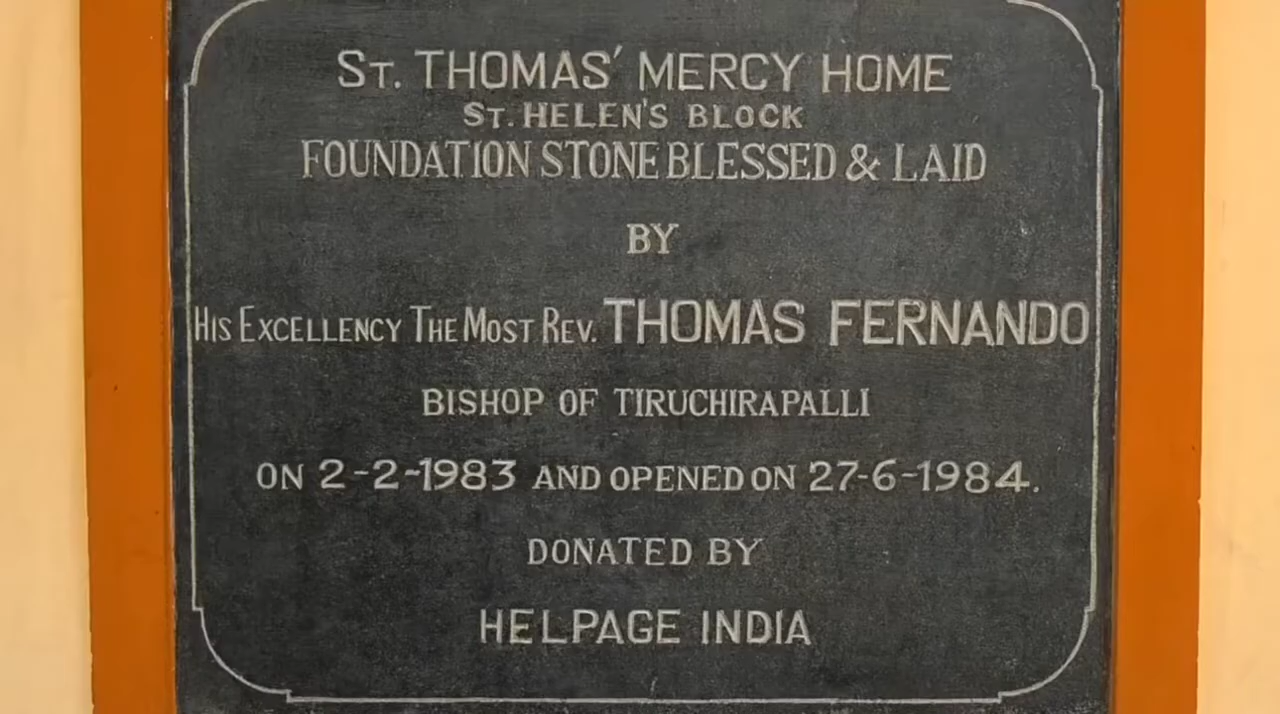 ST. THOMAS' MERCY HOME
ST. HELEN'S BLOCK
FOUNDATION STONE BLESSED & LAID
BY
HIS EXCELLENCY THE MOST REV. THOMAS FERNANDO
BISHOP OF TIRUCHIRAPALLI
ON 2-2-1983 AND OPENED ON 27-6-1984.
DONATED BY
HELPAGE INDIA